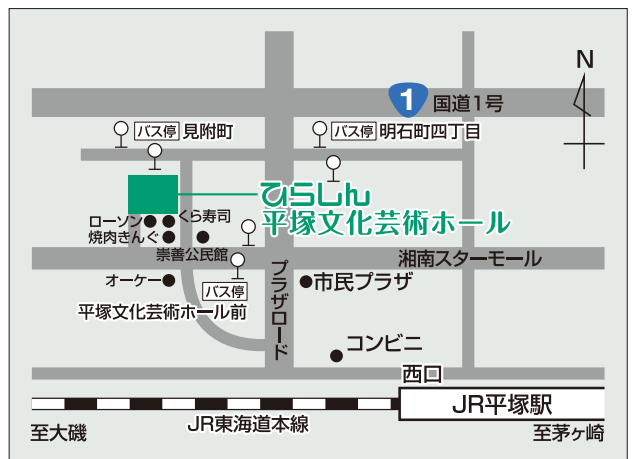 N
1 国道1号
バス停 見附町
バス停 明石町四丁目
ひらしん
平塚文化芸術ホール
ローソン
くら寿司
焼肉きんぐ
崇善公民館
湘南スターモール
オーケー
バス停
平塚文化芸術ホール前
プラザロード
市民プラザ
コンビニ
西口
JR平塚駅
JR東海道本線
至大磯
至茅ヶ崎